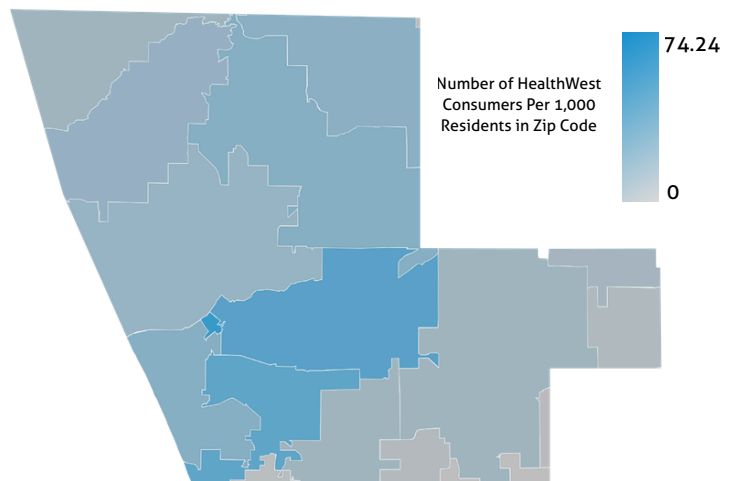 74.24
Number of HealthWest
Consumers Per 1,000
Residents in Zip Code
0